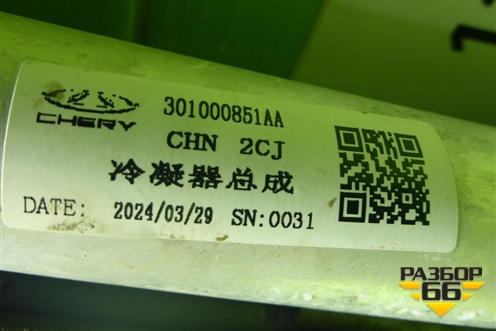 CHERY
301000851AA
CHN 2CJ
冷凝器总成
DATE: 2024/03/29 SN:0031
РАЗБОР
66